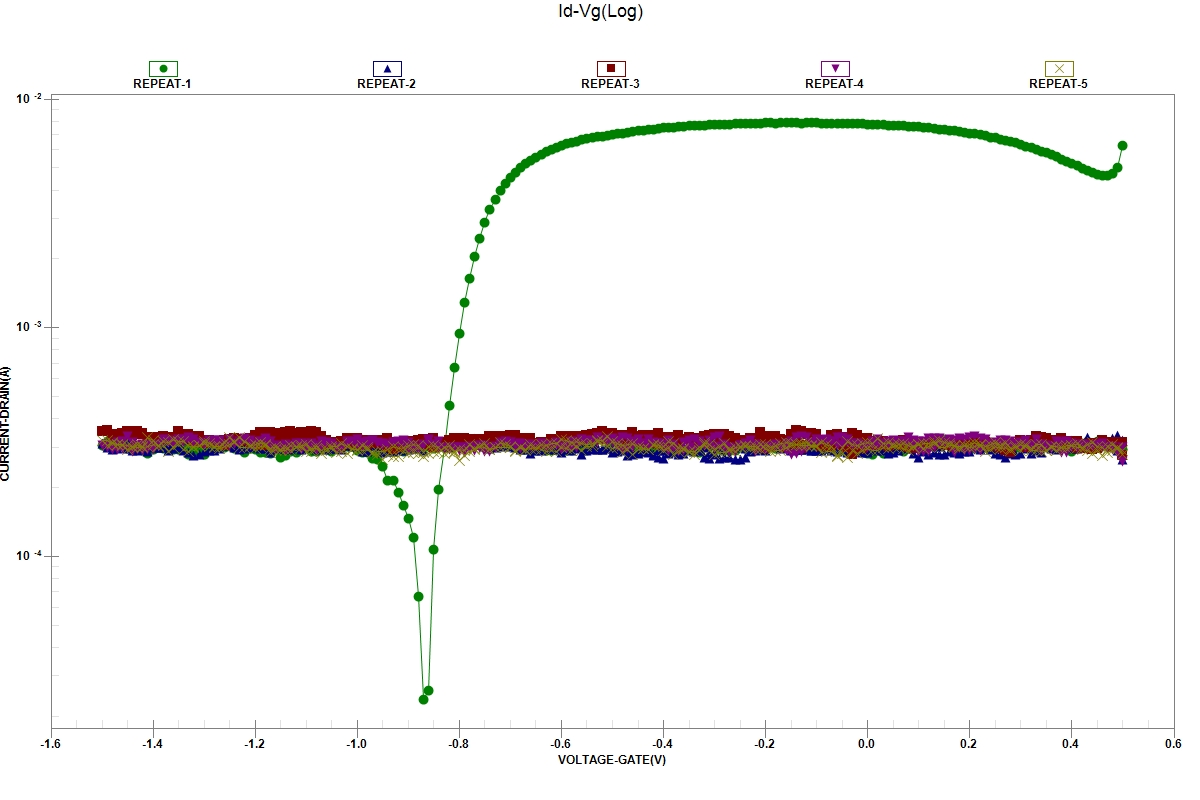 Id-Vg(Log)
REPEAT-1 REPEAT-2 REPEAT-3 REPEAT-4 REPEAT-5
10 -2
10 -3
10 -4
CURRENT-DRAIN(A)
-1.6 -1.4 -1.2 -1.0 -0.8 -0.6 -0.4 -0.2 0.0 0.2 0.4 0.6
VOLTAGE-GATE(V)